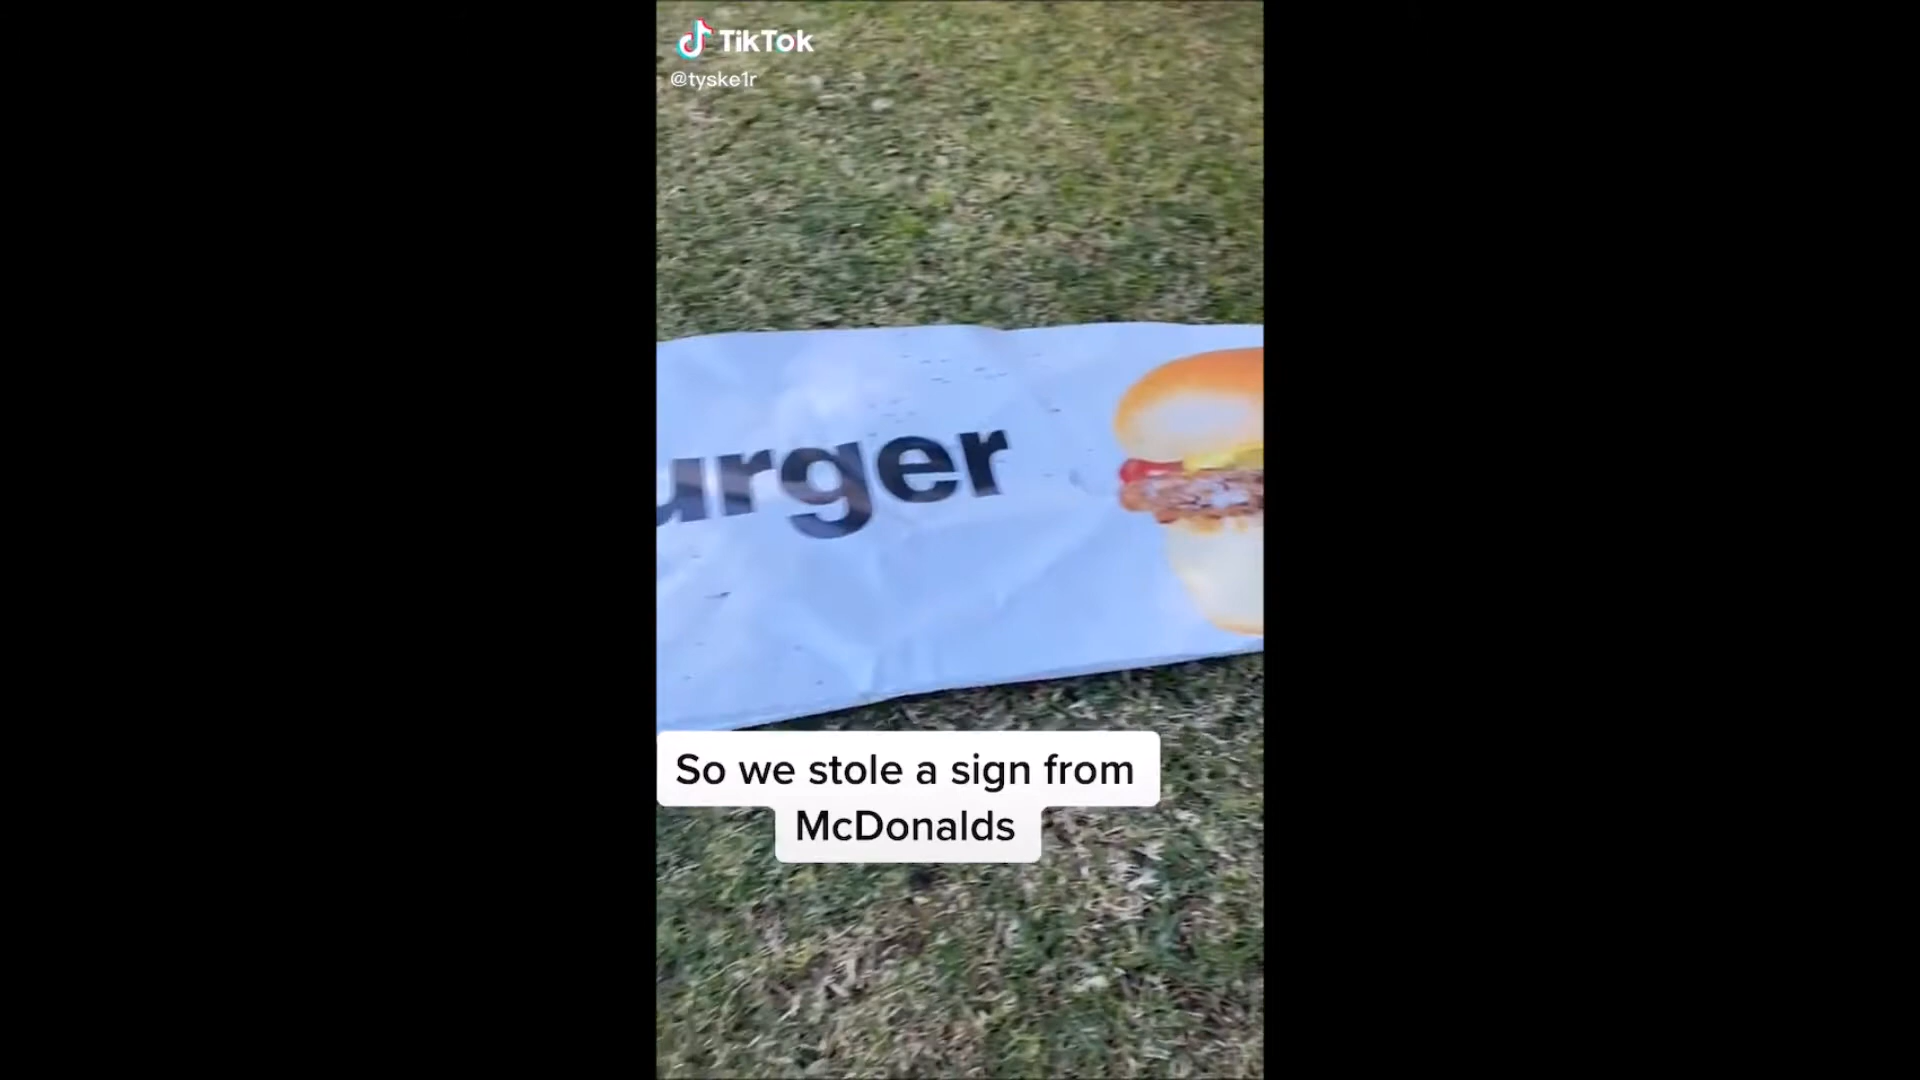 TikTok
@tyske1r
urger
So we stole a sign from
McDonalds